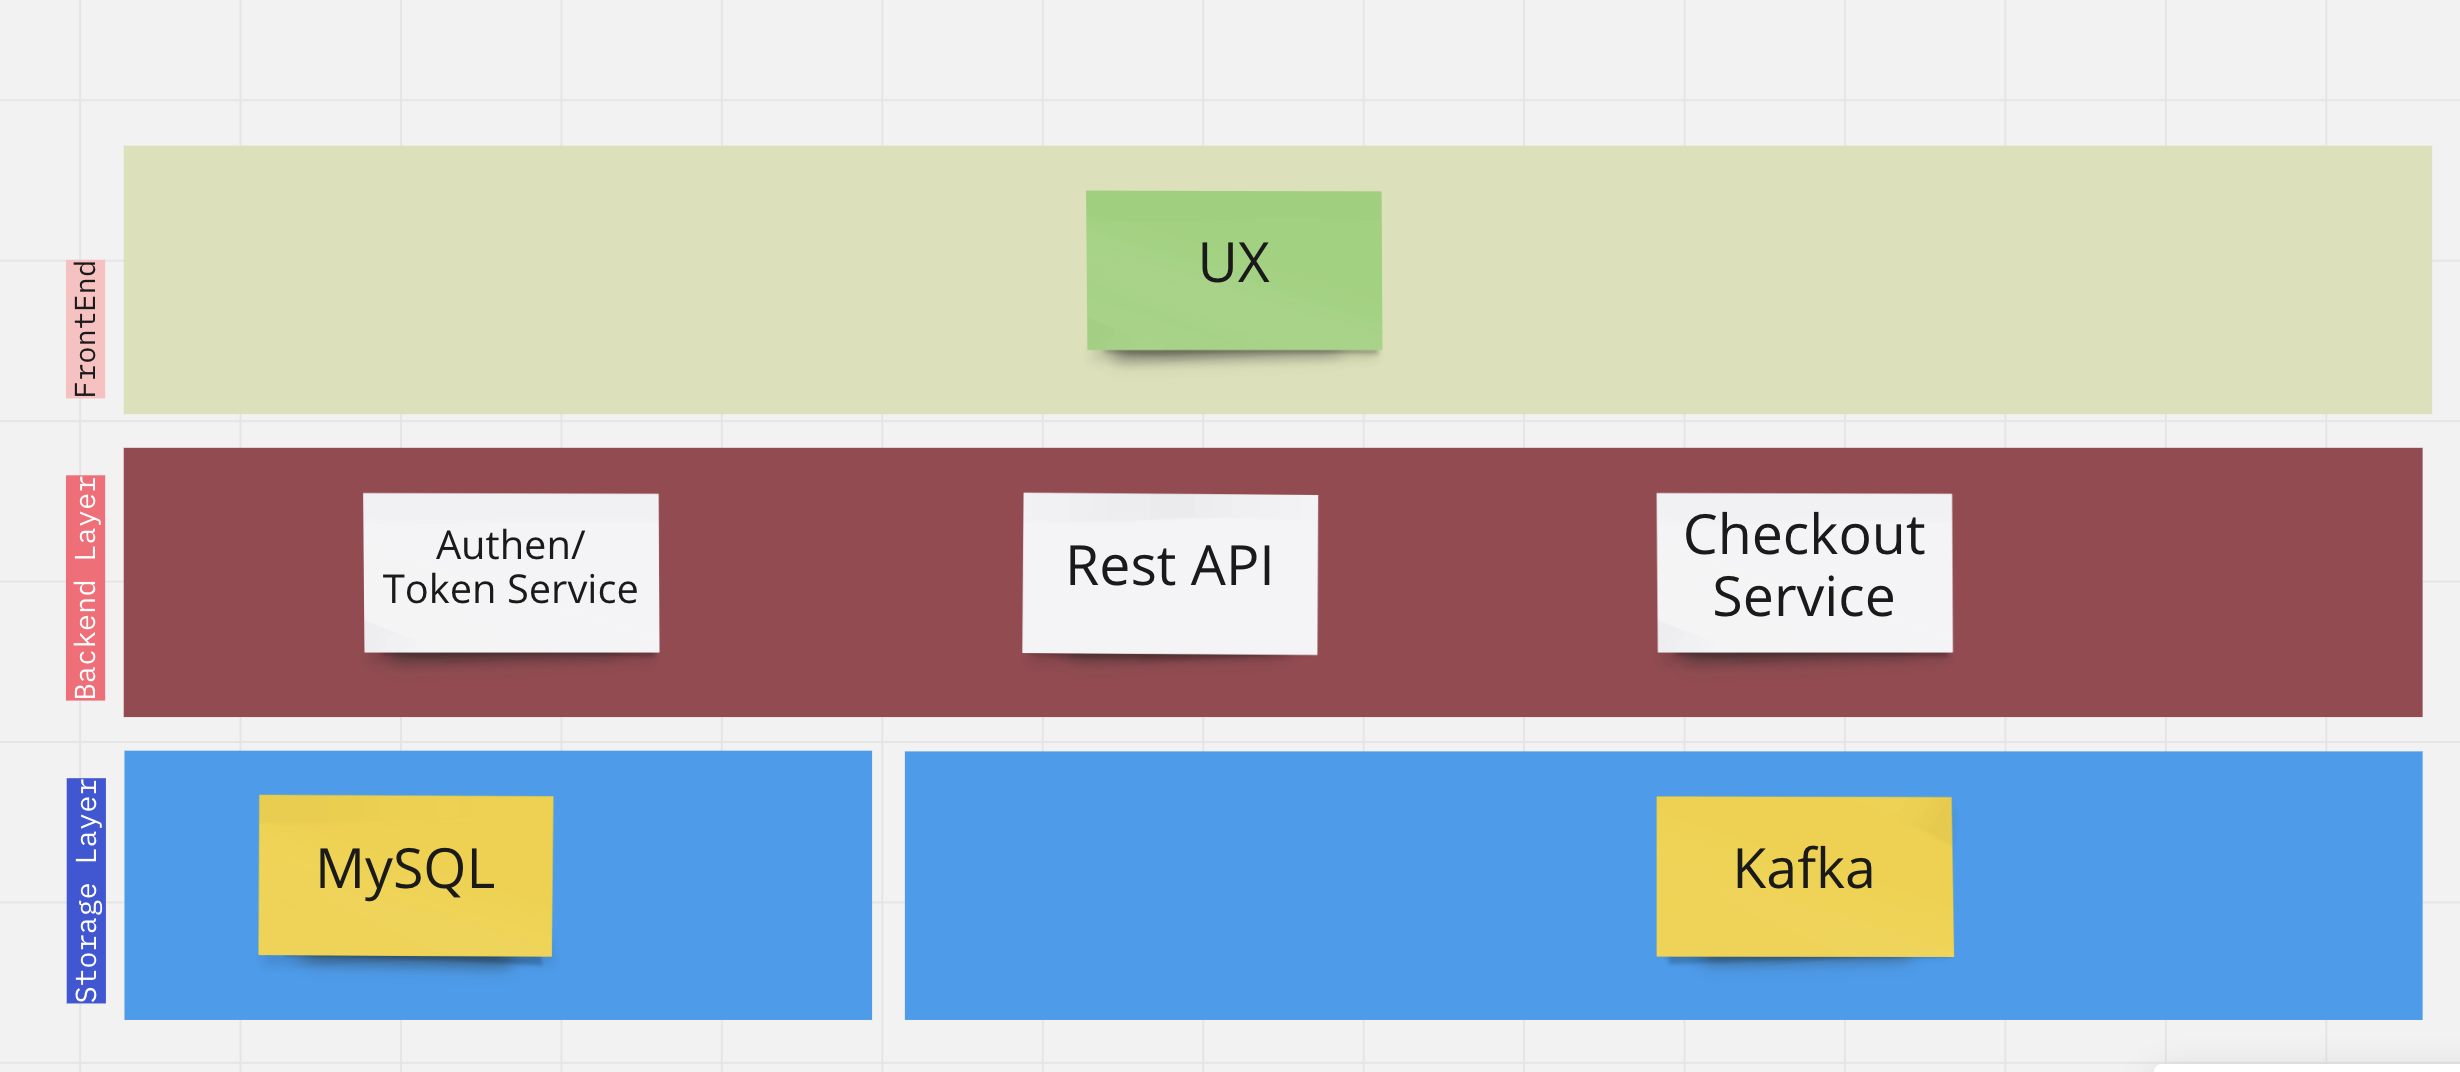 FrontEnd
UX
Backend Layer
Authen/
Token Service
Rest API
Checkout
Service
Storage Layer
MySQL
Kafka